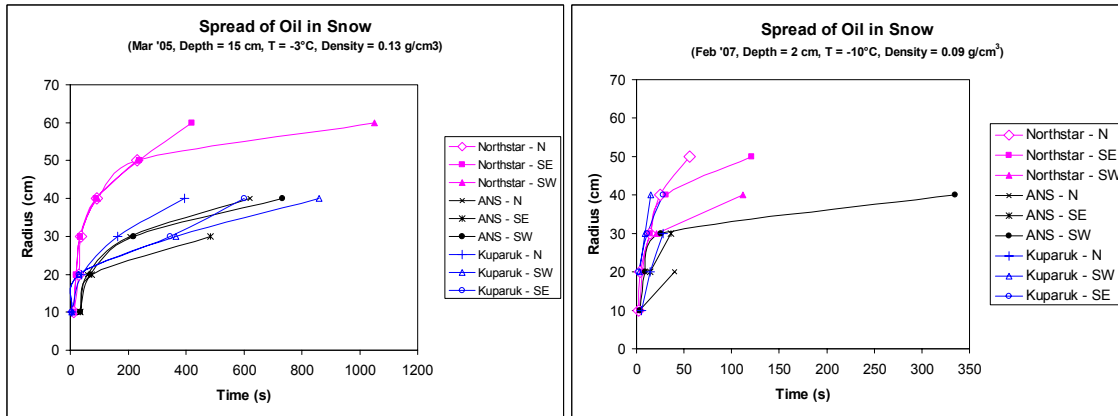 Spread of Oil in Snow
(Mar '05, Depth = 15 cm, T = -3°C, Density = 0.13 g/cm3)
70
60
50
40
30
20
10
0
Radius (cm)
0 200 400 600 800 1000 1200
Time (s)
Northstar - N
Northstar - SE
Northstar - SW
ANS - N
ANS - SE
ANS - SW
Kuparuk - N
Kuparuk - SW
Kuparuk - SE
Spread of Oil in Snow
(Feb '07, Depth = 2 cm, T = -10°C, Density = 0.09 g/cm³)
70
60
50
40
30
20
10
0
Radius (cm)
0 50 100 150 200 250 300 350
Time (s)
Northstar - N
Northstar - SE
Northstar - SW
ANS - N
ANS - SE
ANS - SW
Kuparuk - N
Kuparuk - SW
Kuparuk - SE